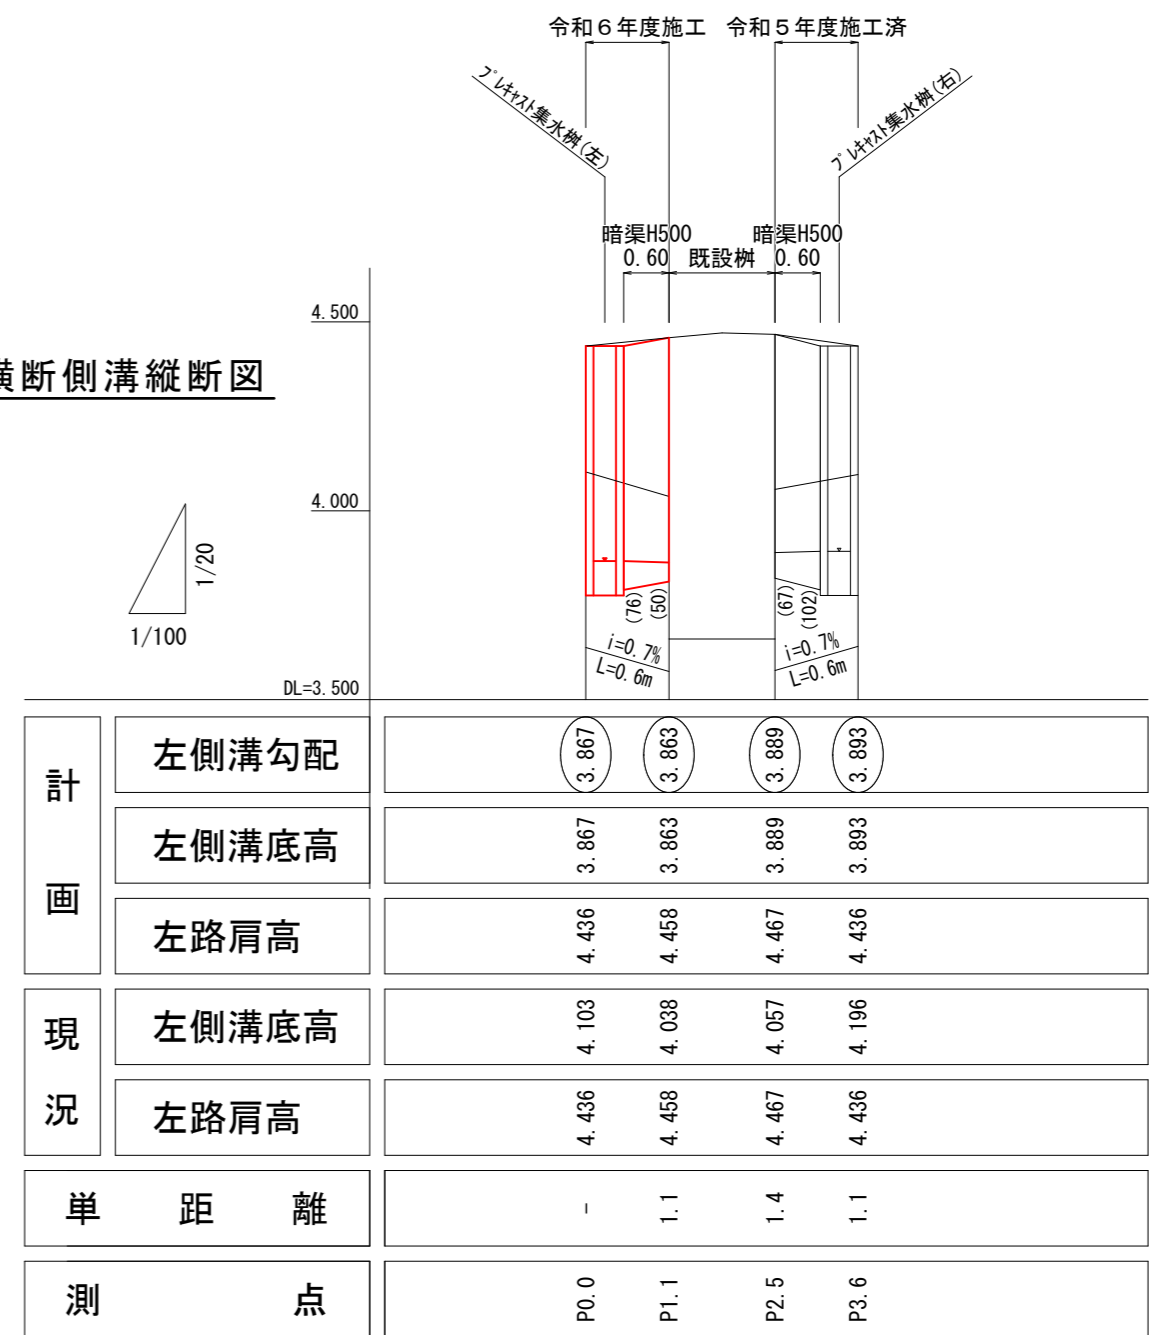 令和６年度施工 令和５年度施工済
ﾌﾟﾚｷｬｽﾄ集水桝(左)
ﾌﾟﾚｷｬｽﾄ集水桝(右)
暗渠H500 暗渠H500
0.60 既設桝 0.60
4.500
横断側溝縦断図
4.000
1/20
1/100
(76) (50) (67) (102)
i=0.7% i=0.7%
L=0.6m L=0.6m
DL=3.500
計画
左側溝勾配 3.867 3.863 3.889 3.893
左側溝底高 3.867 3.863 3.889 3.893
左路肩高 4.436 4.458 4.467 4.436
現況
左側溝底高 4.103 4.038 4.057 4.196
左路肩高 4.436 4.458 4.467 4.436
単距離 - 1.1 1.4 1.1
測点 P0.0 P1.1 P2.5 P3.6